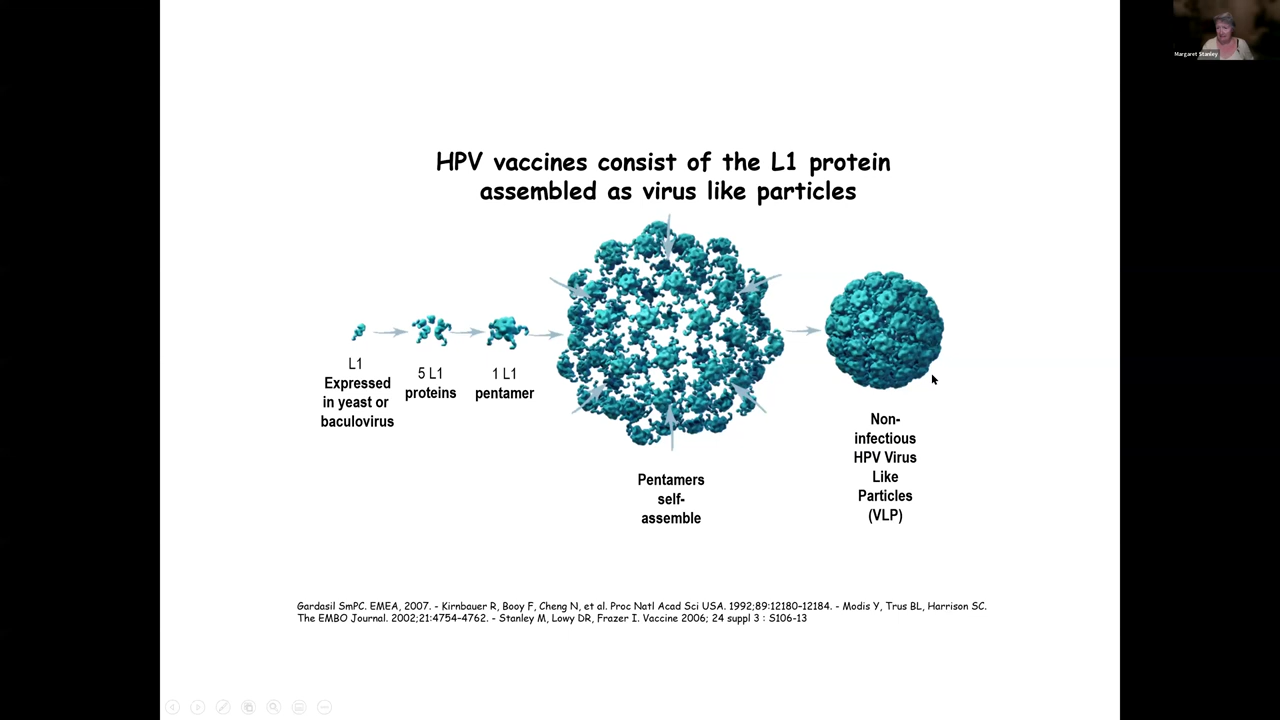 Margaret Stanley
HPV vaccines consist of the L1 protein
assembled as virus like particles
L1
Expressed
in yeast or
baculovirus
5 L1
proteins
1 L1
pentamer
Pentamers
self-
assemble
Non-
infectious
HPV Virus
Like
Particles
(VLP)
Gardasil SmPC. EMEA, 2007. - Kirnbauer R, Booy F, Cheng N, et al. Proc Natl Acad Sci USA. 1992;89:12180–12184. - Modis Y, Trus BL, Harrison SC.
The EMBO Journal. 2002;21:4754–4762. - Stanley M, Lowy DR, Frazer I. Vaccine 2006; 24 suppl 3 : S106-13